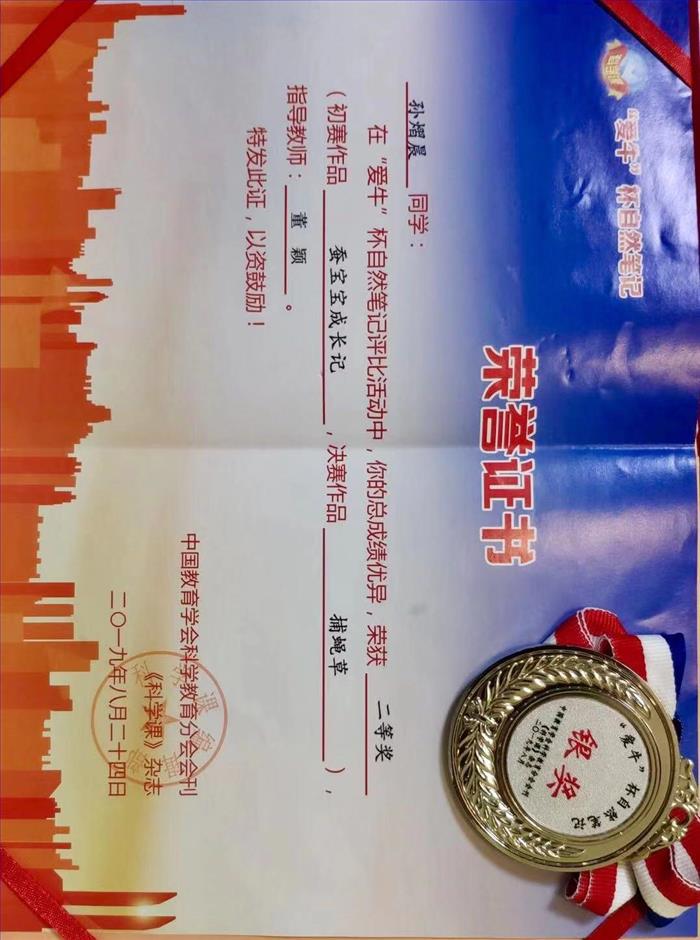 “爱牛”杯自然笔记
荣誉证书
孙熠晨 同学：
在“爱牛”杯自然笔记评比活动中，你的总成绩优异，荣获 二等奖
（初赛作品 蚕宝宝成长记 ，决赛作品 捕蝇草 ），
指导教师： 董颖 。
特发此证，以资鼓励！
中国教育学会科学教育分会会刊
《科学课》杂志
二〇一九年八月二十四日
“爱牛”杯自然笔记
银奖